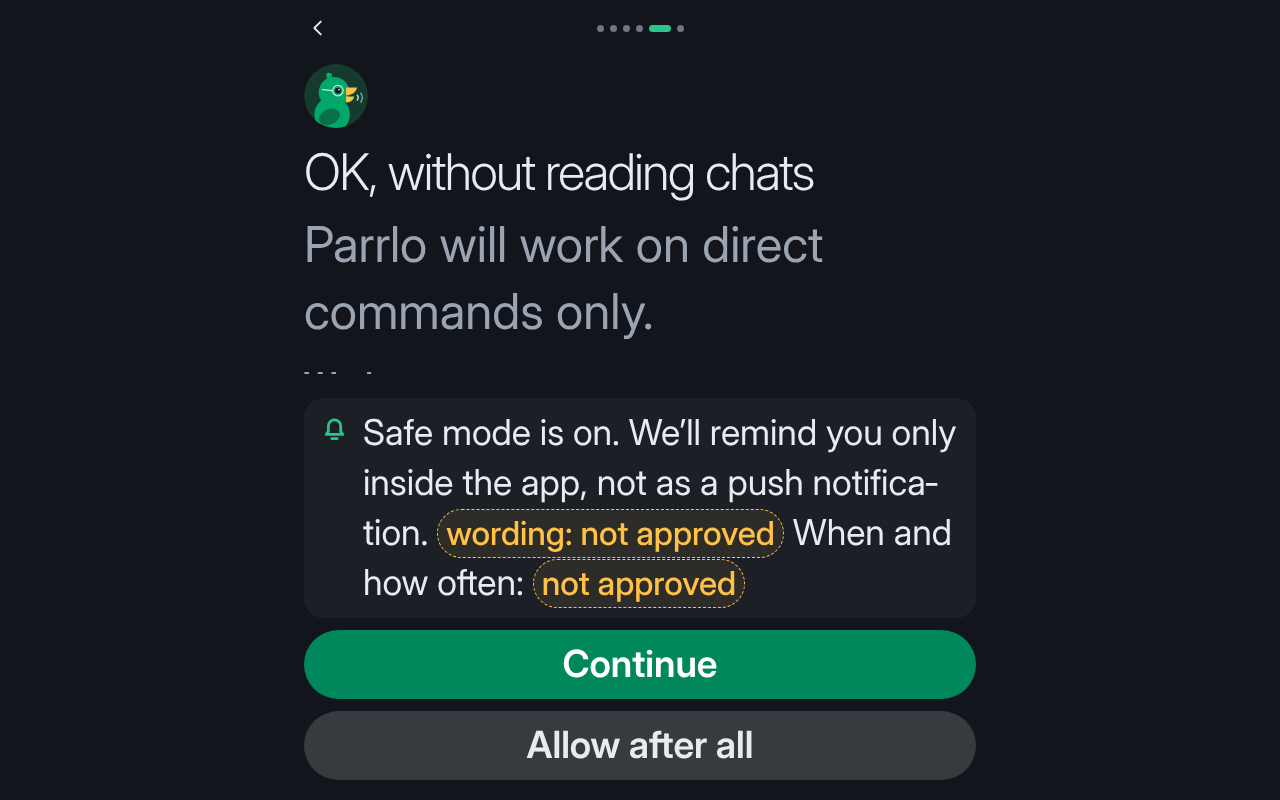 OK, without reading chats
Parrlo will work on direct
commands only.
Safe mode is on. We’ll remind you only
inside the app, not as a push notifica-
tion. wording: not approved When and
how often: not approved
Continue
Allow after all